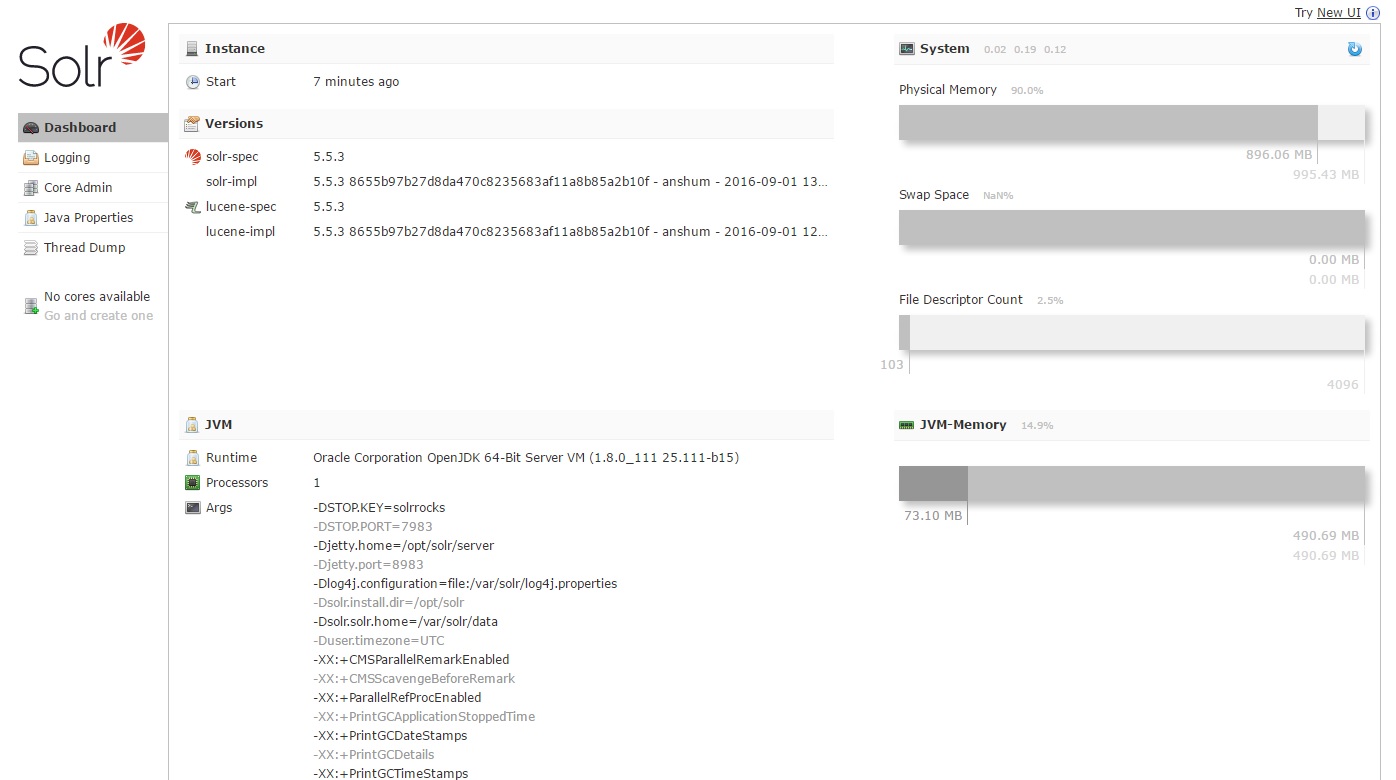 Try New UI
Solr
Dashboard
Logging
Core Admin
Java Properties
Thread Dump
No cores available
Go and create one
Instance
Start 7 minutes ago
Versions
solr-spec 5.5.3
solr-impl 5.5.3 8655b97b27d8da470c8235683af11a8b85a2b10f - anshum - 2016-09-01 13...
lucene-spec 5.5.3
lucene-impl 5.5.3 8655b97b27d8da470c8235683af11a8b85a2b10f - anshum - 2016-09-01 12...
System 0.02 0.19 0.12
Physical Memory 90.0%
896.06 MB
995.43 MB
Swap Space NaN%
0.00 MB
0.00 MB
File Descriptor Count 2.5%
103
4096
JVM
Runtime Oracle Corporation OpenJDK 64-Bit Server VM (1.8.0_111 25.111-b15)
Processors 1
Args -DSTOP.KEY=solrrocks
-DSTOP.PORT=7983
-Djetty.home=/opt/solr/server
-Djetty.port=8983
-Dlog4j.configuration=file:/var/solr/log4j.properties
-Dsolr.install.dir=/opt/solr
-Dsolr.solr.home=/var/solr/data
-Duser.timezone=UTC
-XX:+CMSParallelRemarkEnabled
-XX:+CMSScavengeBeforeRemark
-XX:+ParallelRefProcEnabled
-XX:+PrintGCApplicationStoppedTime
-XX:+PrintGCDateStamps
-XX:+PrintGCDetails
-XX:+PrintGCTimeStamps
JVM-Memory 14.9%
73.10 MB
490.69 MB
490.69 MB